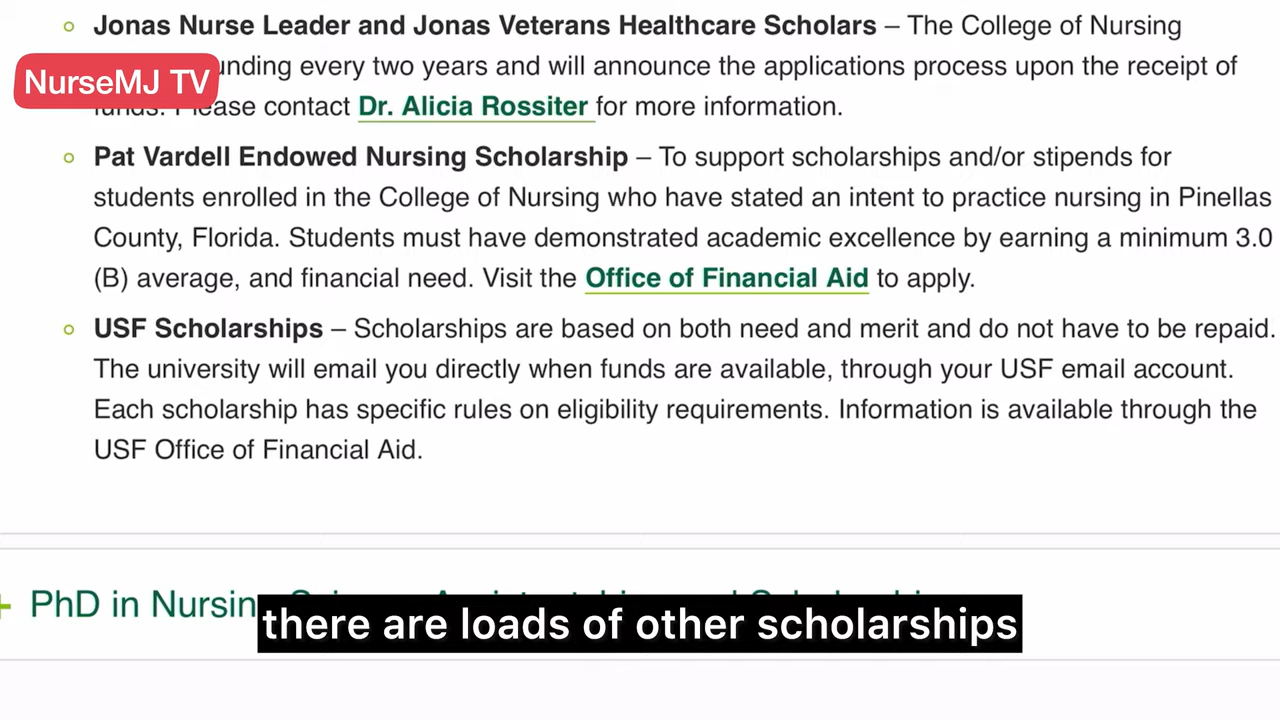 Jonas Nurse Leader and Jonas Veterans Healthcare Scholars – The College of Nursing
NurseMJ TV
unding every two years and will announce the applications process upon the receipt of
funds. Please contact Dr. Alicia Rossiter for more information.
Pat Vardell Endowed Nursing Scholarship – To support scholarships and/or stipends for
students enrolled in the College of Nursing who have stated an intent to practice nursing in Pinellas
County, Florida. Students must have demonstrated academic excellence by earning a minimum 3.0
(B) average, and financial need. Visit the Office of Financial Aid to apply.
USF Scholarships – Scholarships are based on both need and merit and do not have to be repaid.
The university will email you directly when funds are available, through your USF email account.
Each scholarship has specific rules on eligibility requirements. Information is available through the
USF Office of Financial Aid.
+ PhD in Nursin
there are loads of other scholarships